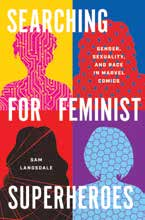 SEARCHING
GENDER,
SEXUALITY,
AND RACE
IN MARVEL
COMICS
FOR FEMINIST
SAM
LANGSDALE
SUPERHEROES